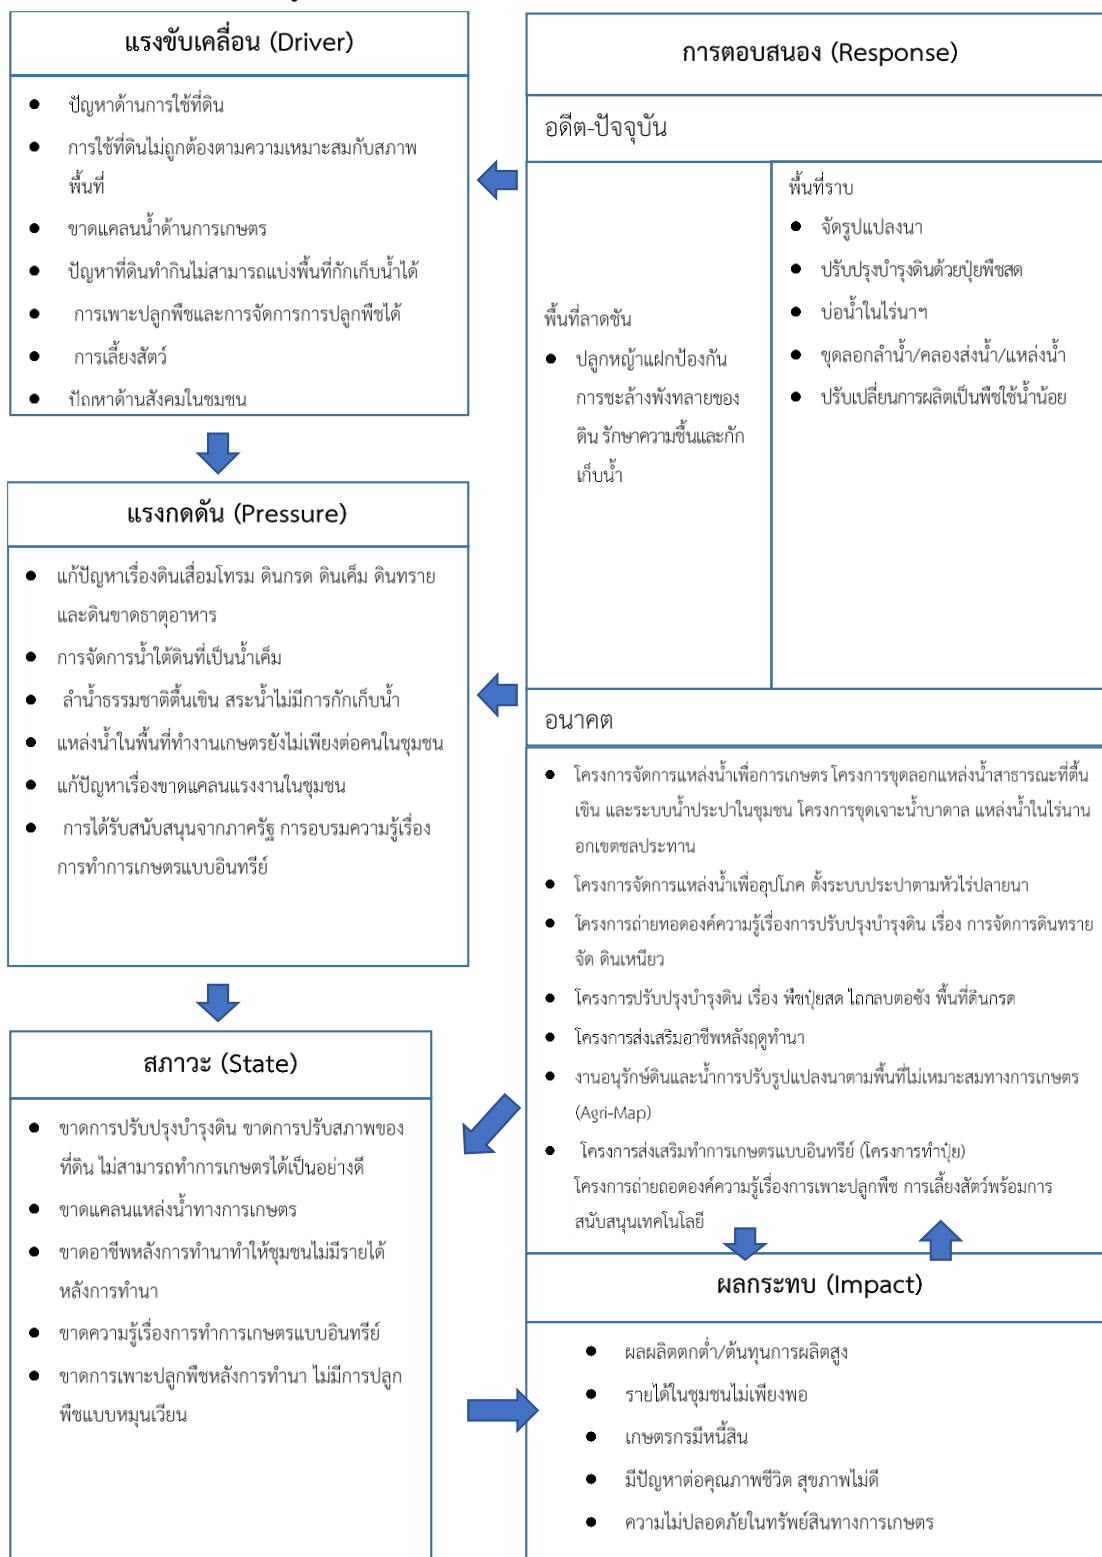 แรงขับเคลื่อน (Driver)
● ปัญหาด้านการใช้ที่ดิน
● การใช้ที่ดินไม่ถูกต้องตามความเหมาะสมกับสภาพ
พื้นที่
● ขาดแคลนน้ำด้านการเกษตร
● ปัญหาที่ดินทำกินไม่สามารถแบ่งพื้นที่กักเก็บน้ำได้
● การเพาะปลูกพืชและการจัดการการปลูกพืชได้
● การเลี้ยงสัตว์
● ปัญหาด้านสังคมในชุมชน
แรงกดดัน (Pressure)
● แก้ปัญหาเรื่องดินเสื่อมโทรม ดินกรด ดินเค็ม ดินทราย
และดินขาดธาตุอาหาร
● การจัดการน้ำใต้ดินที่เป็นน้ำเค็ม
● ลำน้ำธรรมชาติตื้นเขิน สระน้ำไม่มีการกักเก็บน้ำ
● แหล่งน้ำในพื้นที่ทำงานเกษตรยังไม่เพียงต่อคนในชุมชน
● แก้ปัญหาเรื่องขาดแคลนแรงงานในชุมชน
● การได้รับสนับสนุนจากภาครัฐ การอบรมความรู้เรื่อง
การทำการเกษตรแบบอินทรีย์
สภาวะ (State)
● ขาดการปรับปรุงบำรุงดิน ขาดการปรับสภาพของ
ที่ดิน ไม่สามารถทำการเกษตรได้เป็นอย่างดี
● ขาดแคลนแหล่งน้ำทางการเกษตร
● ขาดอาชีพหลังการทำนาทำให้ชุมชนไม่มีรายได้
หลังการทำนา
● ขาดความรู้เรื่องการทำการเกษตรแบบอินทรีย์
● ขาดการเพาะปลูกพืชหลังการทำนา ไม่มีการปลูก
พืชแบบหมุนเวียน
การตอบสนอง (Response)
อดีต-ปัจจุบัน
พื้นที่ลาดชัน
● ปลูกหญ้าแฝกป้องกัน
การชะล้างพังทลายของ
ดิน รักษาความชื้นและกัก
เก็บน้ำ
พื้นที่ราบ
● จัดรูปแปลงนา
● ปรับปรุงบำรุงดินด้วยปุ๋ยพืชสด
● บ่อน้ำในไร่นาฯ
● ขุดลอกลำน้ำ/คลองส่งน้ำ/แหล่งน้ำ
● ปรับเปลี่ยนการผลิตเป็นพืชใช้น้ำน้อย
อนาคต
● โครงการจัดการแหล่งน้ำเพื่อการเกษตร โครงการขุดลอกแหล่งน้ำสาธารณะที่ตื้น
เขิน และระบบน้ำประปาในชุมชน โครงการขุดเจาะน้ำบาดาล แหล่งน้ำในไร่นาน
อกเขตชลประทาน
● โครงการจัดการแหล่งน้ำเพื่ออุปโภค ตั้งระบบประปาตามหัวไร่ปลายนา
● โครงการถ่ายทอดองค์ความรู้เรื่องการปรับปรุงบำรุงดิน เรื่อง การจัดการดินทราย
จัด ดินเหนียว
● โครงการปรับปรุงบำรุงดิน เรื่อง พืชปุ๋ยสด ไถกลบตอซัง พื้นที่ดินกรด
● โครงการส่งเสริมอาชีพหลังฤดูทำนา
● งานอนุรักษ์ดินและน้ำการปรับรูปแปลงนาตามพื้นที่ไม่เหมาะสมทางการเกษตร
(Agri-Map)
● โครงการส่งเสริมทำการเกษตรแบบอินทรีย์ (โครงการทำปุ๋ย)
โครงการถ่ายถอดองค์ความรู้เรื่องการเพาะปลูกพืช การเลี้ยงสัตว์พร้อมการ
สนับสนุนเทคโนโลยี
ผลกระทบ (Impact)
● ผลผลิตตกต่ำ/ต้นทุนการผลิตสูง
● รายได้ในชุมชนไม่เพียงพอ
● เกษตรกรมีหนี้สิน
● มีปัญหาต่อคุณภาพชีวิต สุขภาพไม่ดี
● ความไม่ปลอดภัยในทรัพย์สินทางการเกษตร